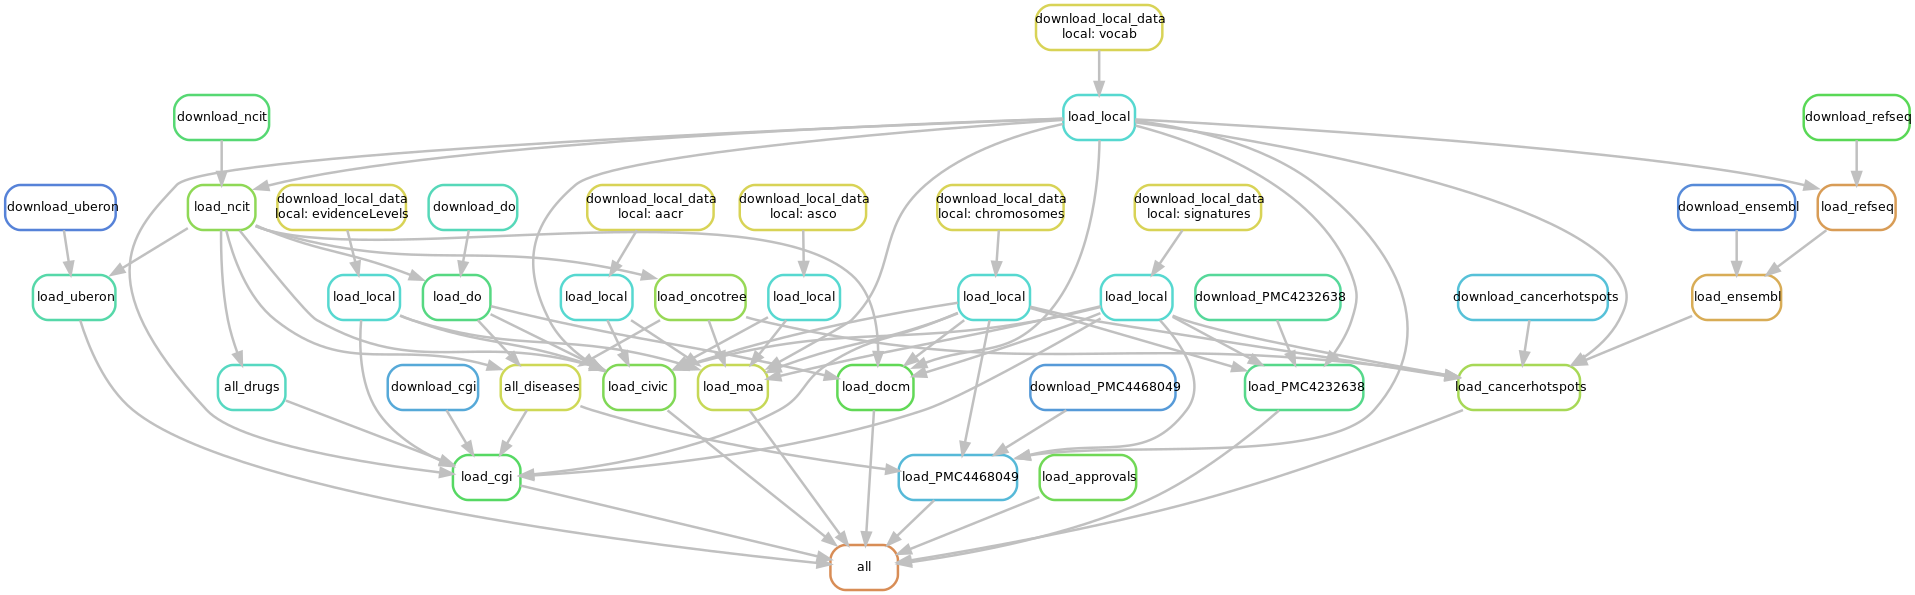 download_local_data
local: vocab
download_ncit
load_local
download_refseq
download_uberon
load_ncit
download_local_data
local: evidenceLevels
download_do
download_local_data
local: aacr
download_local_data
local: asco
download_local_data
local: chromosomes
download_local_data
local: signatures
download_ensembl
load_refseq
load_uberon
load_local
load_do
load_local
load_oncotree
load_local
load_local
load_local
download_PMC4232638
download_cancerhotspots
load_ensembl
all_drugs
download_cgi
all_diseases
load_civic
load_moa
load_docm
download_PMC4468049
load_PMC4232638
load_cancerhotspots
load_cgi
load_PMC4468049
load_approvals
all